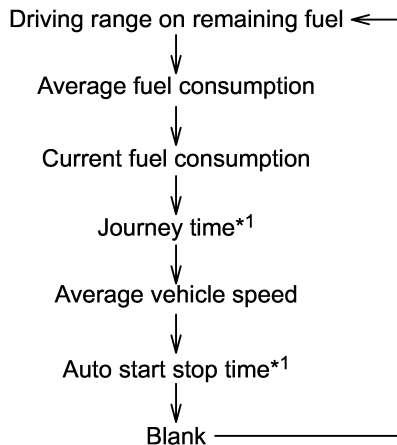 Driving range on remaining fuel
Average fuel consumption
Current fuel consumption
Journey time*1
Average vehicle speed
Auto start stop time*1
Blank